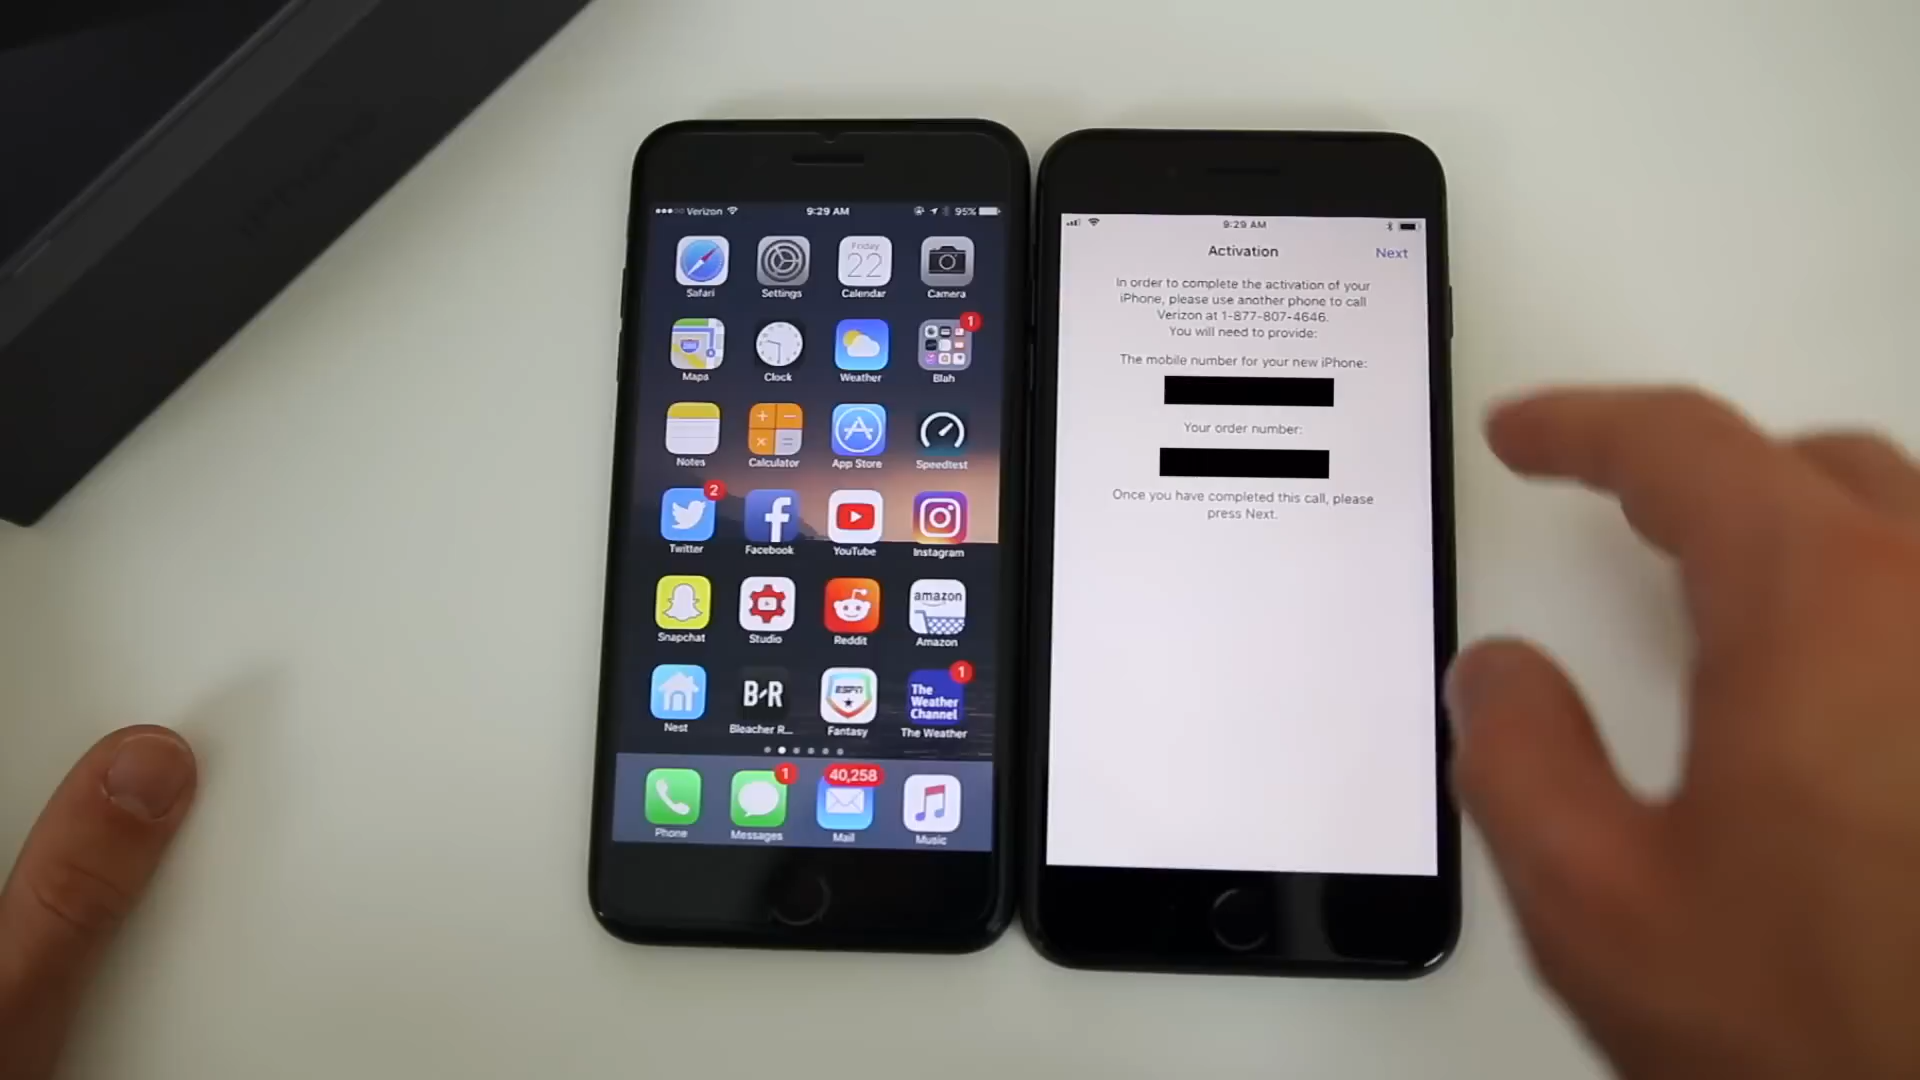 Verizon 9:29 AM 95%
Friday
22
Safari Settings Calendar Camera
1
280
Maps Clock Weather Blah
Notes Calculator App Store Speedtest
2
Twitter Facebook YouTube Instagram
amazon
Snapchat Studio Reddit Amazon
1
B/R
ESPN
The
Weather
Channel
Nest Bleacher R... Fantasy The Weather
1
40,258
Phone Messages Mail Music
9:29 AM
Activation Next
In order to complete the activation of your
iPhone, please use another phone to call
Verizon at 1-877-807-4646.
You will need to provide:
The mobile number for your new iPhone:
Your order number:
Once you have completed this call, please
press Next.